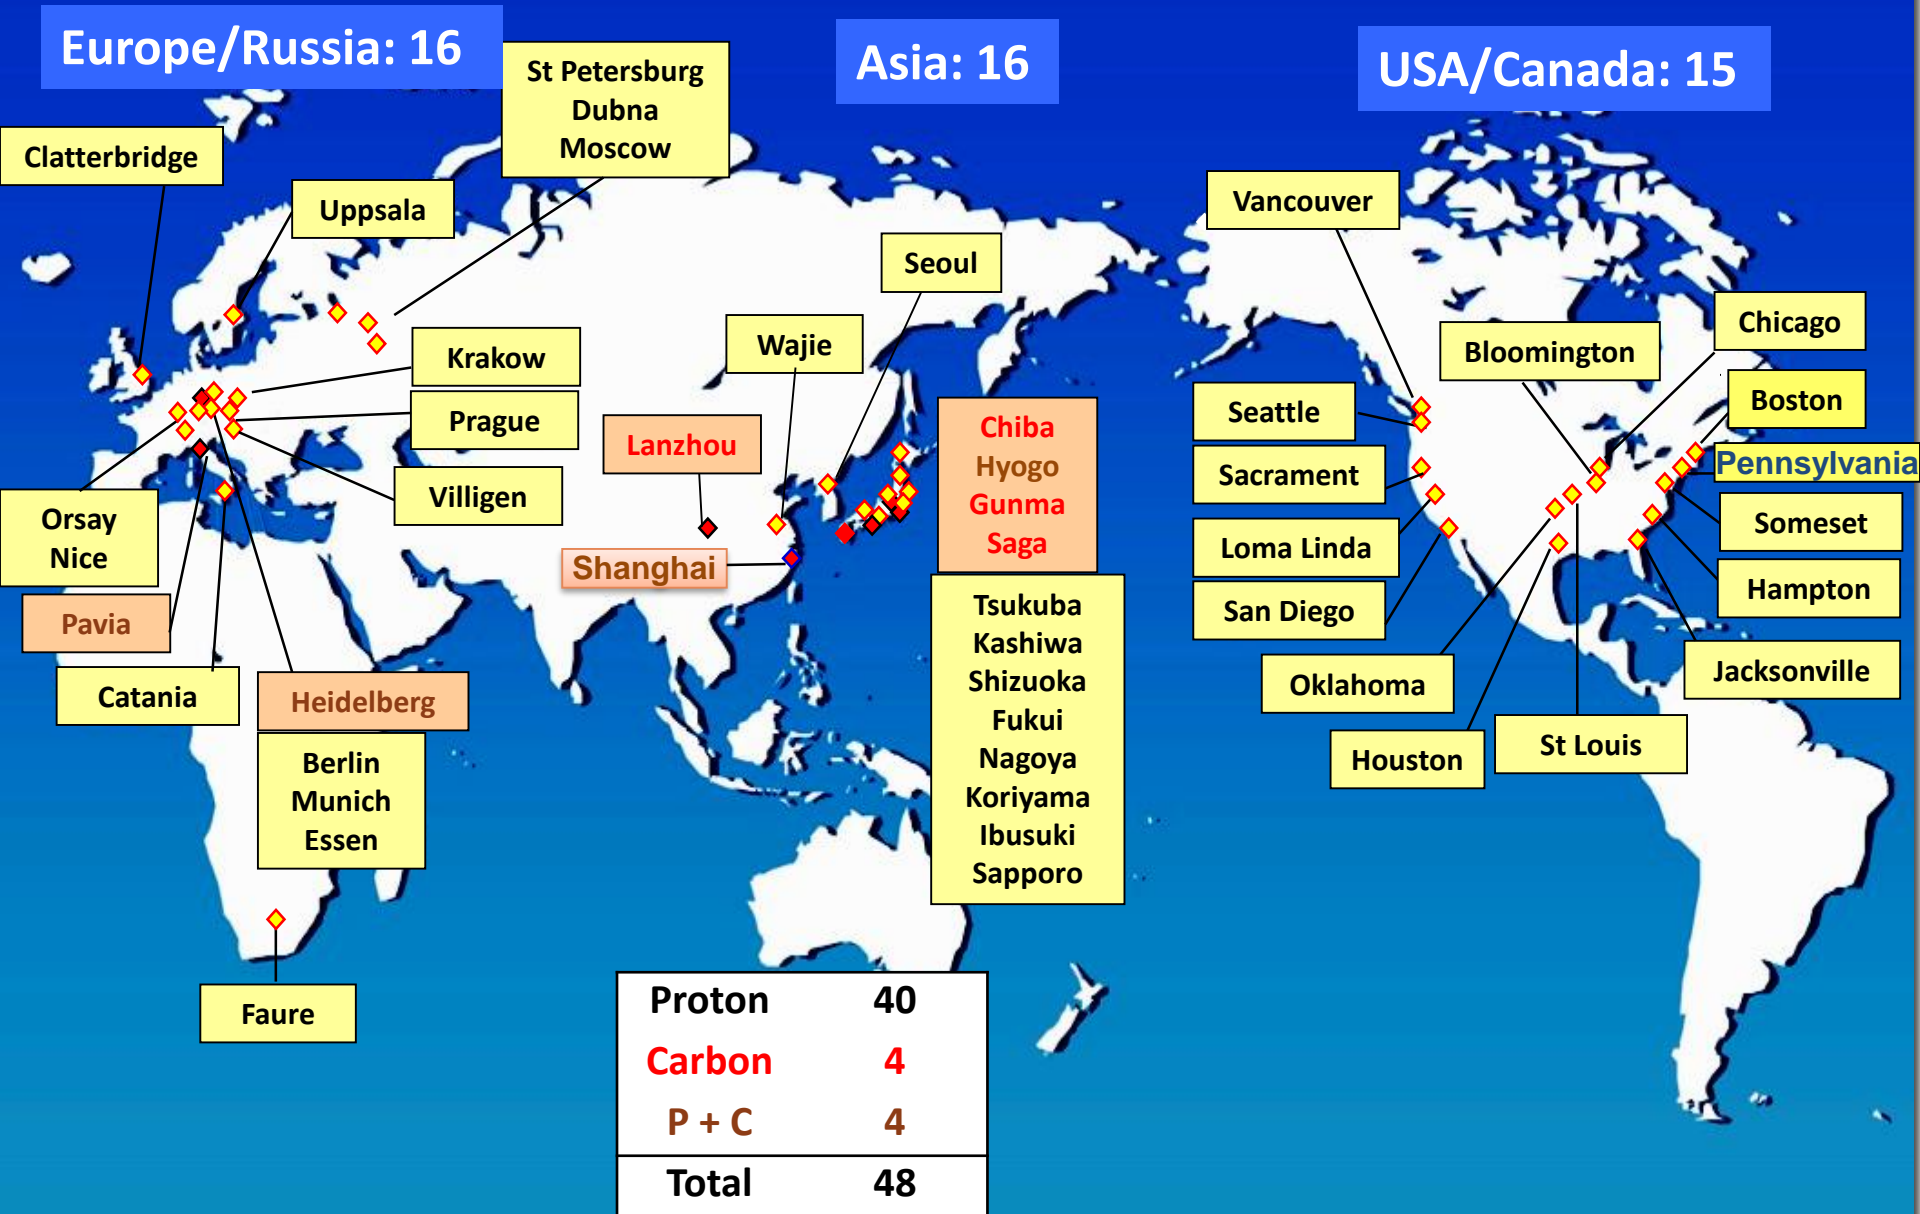 Europe/Russia: 16
Asia: 16
USA/Canada: 15
St Petersburg
Dubna
Moscow
Clatterbridge
Uppsala
Vancouver
Seoul
Chicago
Wajie
Bloomington
Krakow
Boston
Seattle
Prague
Lanzhou
Chiba
Hyogo
Gunma
Saga
Pennsylvania
Sacrament
Villigen
Orsay
Nice
Someset
Loma Linda
Shanghai
Hampton
Pavia
San Diego
Tsukuba
Kashiwa
Shizuoka
Fukui
Nagoya
Koriyama
Ibusuki
Sapporo
Jacksonville
Oklahoma
Catania
Heidelberg
Berlin
Munich
Essen
St Louis
Houston
Faure
Proton 40
Carbon 4
P + C 4
Total 48